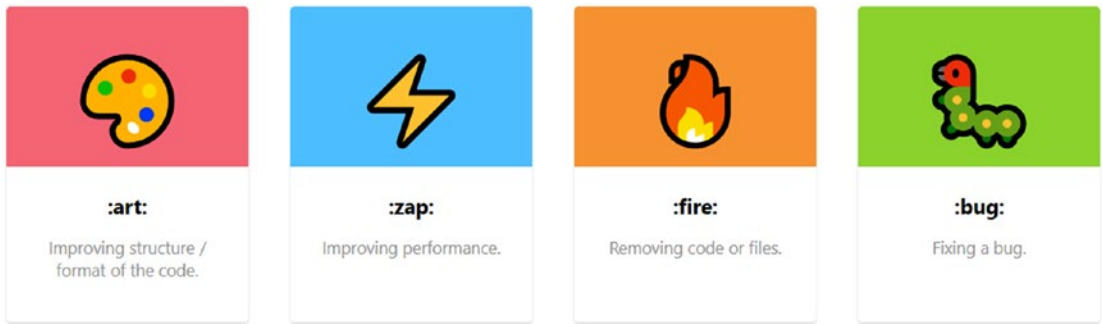 :art:
Improving structure /
format of the code.
:zap:
Improving performance.
:fire:
Removing code or files.
:bug:
Fixing a bug.